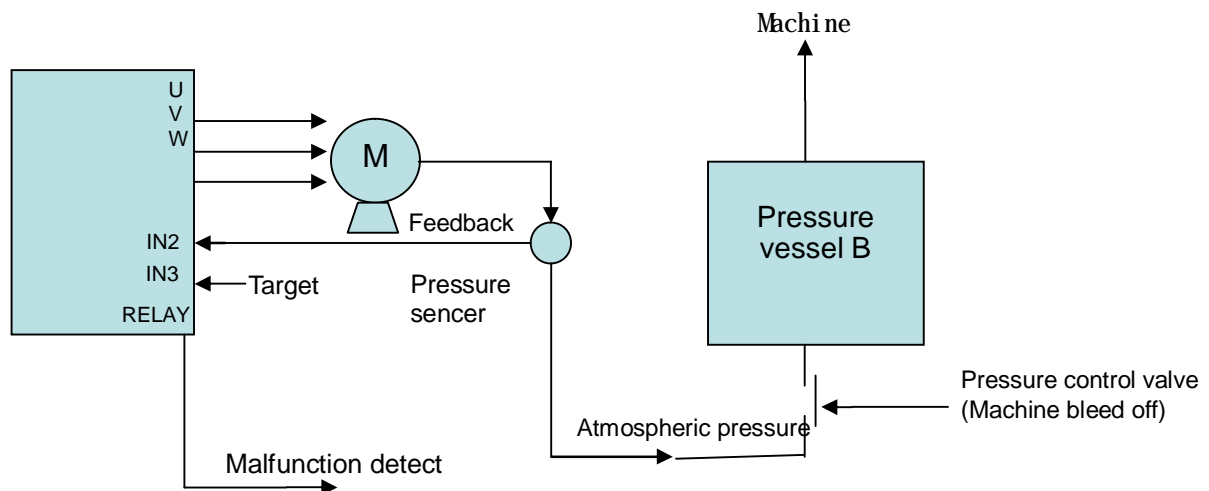 Machine
U
V
W
M
Feedback
IN2
IN3
Target
RELAY
Pressure
sencer
Pressure
vessel B
Pressure control valve
(Machine bleed off)
Atmospheric pressure
Malfunction detect